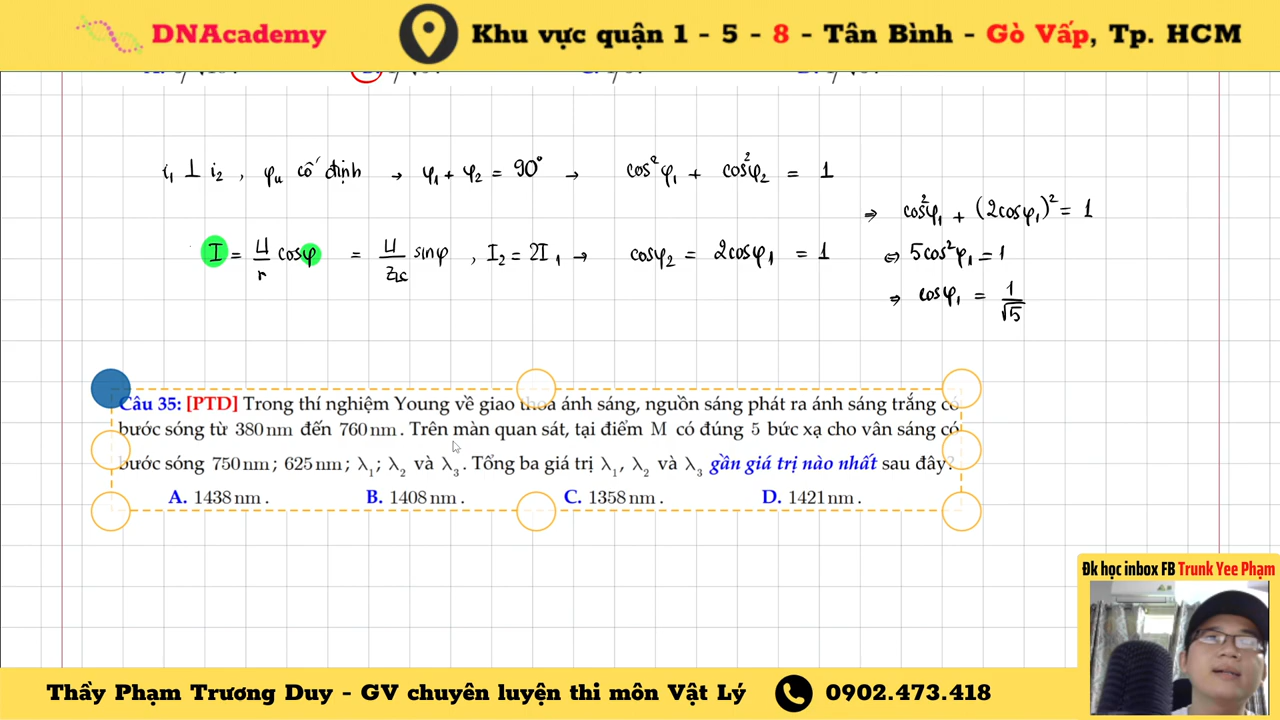 DNAcademy
Khu vực quận 1 - 5 - 8 - Tân Bình - Gò Vấp, Tp. HCM
i₁ ⊥ i₂ , φu cố định → φ₁ + φ₂ = 90° → cos²φ₁ + cos²φ₂ = 1
⇒ cos²φ₁ + (2cosφ₁)² = 1
I = U/r cosφ = U/Z_LC sinφ , I₂ = 2I₁ → cosφ₂ = 2cosφ₁ = 1
⇔ 5cos²φ₁ = 1
⇒ cosφ₁ = 1/√5
Câu 35: [PTD] Trong thí nghiệm Young về giao thoa ánh sáng, nguồn sáng phát ra ánh sáng trắng có
bước sóng từ 380 nm đến 760 nm. Trên màn quan sát, tại điểm M có đúng 5 bức xạ cho vân sáng có
bước sóng 750 nm; 625 nm; λ₁; λ₂ và λ₃. Tổng ba giá trị λ₁, λ₂ và λ₃ gần giá trị nào nhất sau đây?
A. 1438 nm. B. 1408 nm. C. 1358 nm. D. 1421 nm.
Đk học inbox FB Trunk Yee Phạm
Thầy Phạm Trương Duy - GV chuyên luyện thi môn Vật Lý 0902.473.418